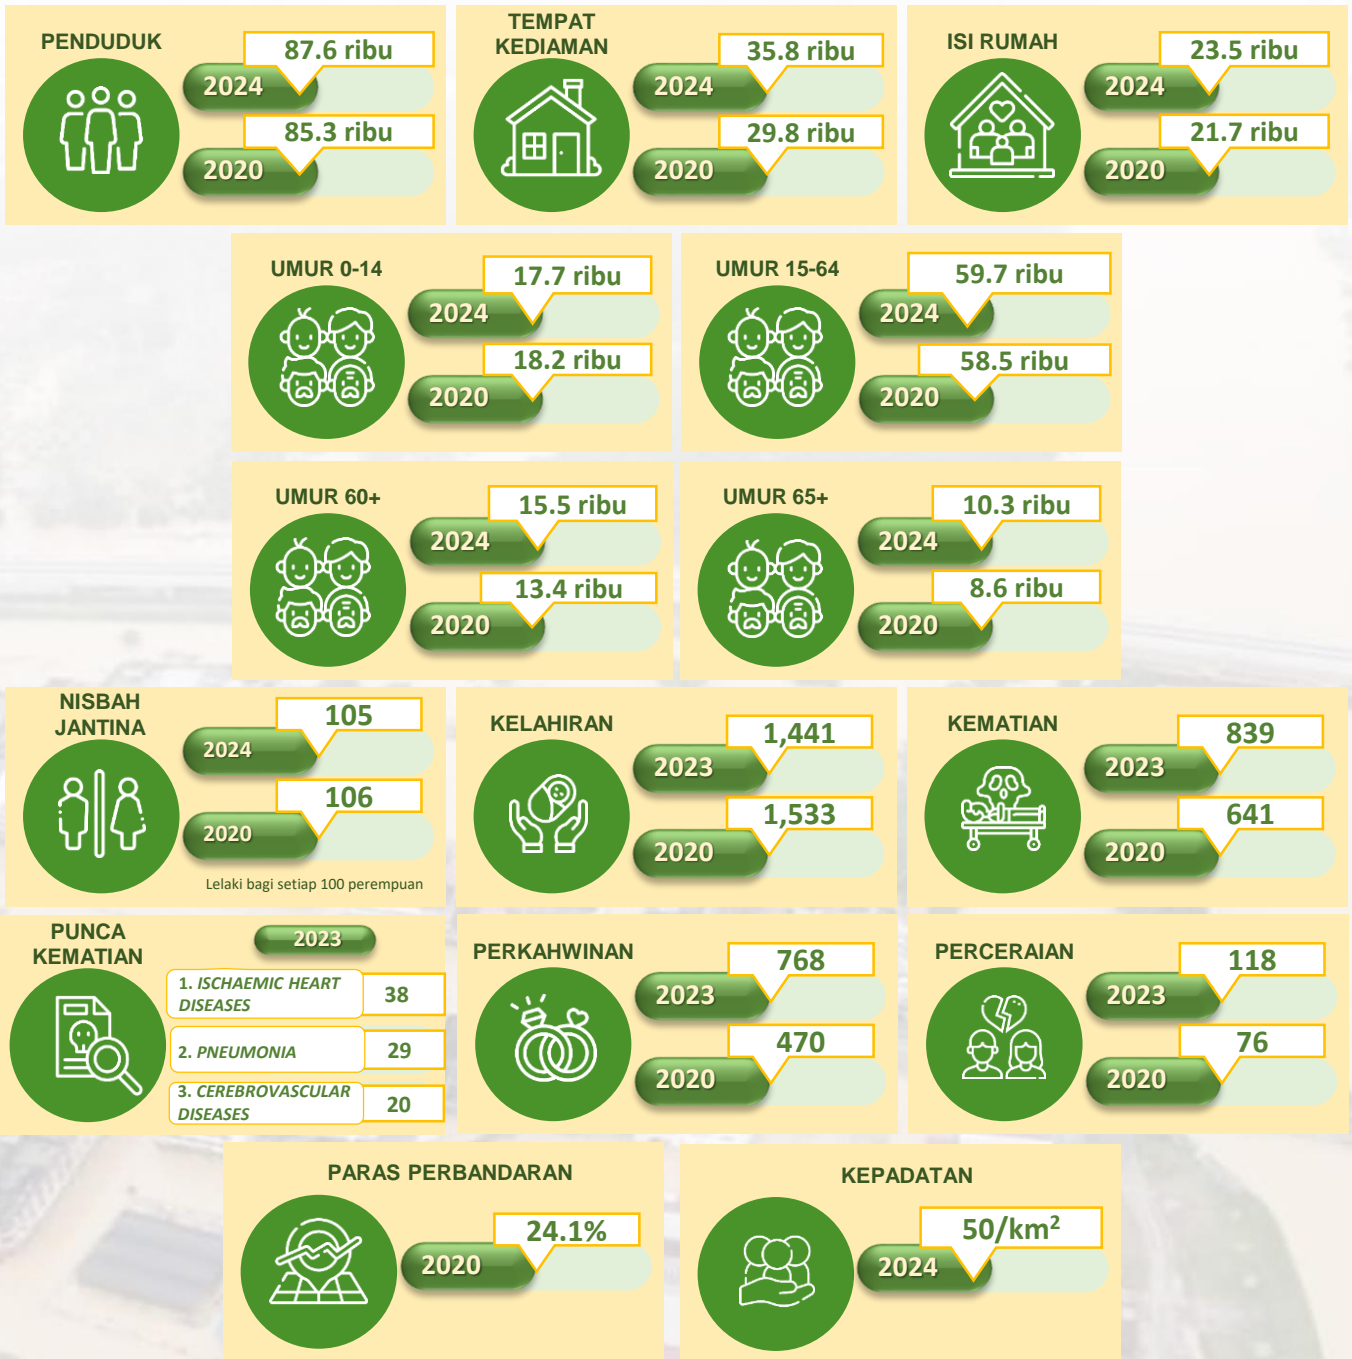 PENDUDUK
87.6 ribu
2024
85.3 ribu
2020
TEMPAT
KEDIAMAN
35.8 ribu
2024
29.8 ribu
2020
ISI RUMAH
23.5 ribu
2024
21.7 ribu
2020
UMUR 0-14
17.7 ribu
2024
18.2 ribu
2020
UMUR 15-64
59.7 ribu
2024
58.5 ribu
2020
UMUR 60+
15.5 ribu
2024
13.4 ribu
2020
UMUR 65+
10.3 ribu
2024
8.6 ribu
2020
NISBAH
JANTINA
105
2024
106
2020
Lelaki bagi setiap 100 perempuan
KELAHIRAN
1,441
2023
1,533
2020
KEMATIAN
839
2023
641
2020
PUNCA
KEMATIAN
2023
1. ISCHAEMIC HEART
DISEASES
38
2. PNEUMONIA
29
3. CEREBROVASCULAR
DISEASES
20
PERKAHWINAN
768
2023
470
2020
PERCERAIAN
118
2023
76
2020
PARAS PERBANDARAN
24.1%
2020
KEPADATAN
50/km²
2024